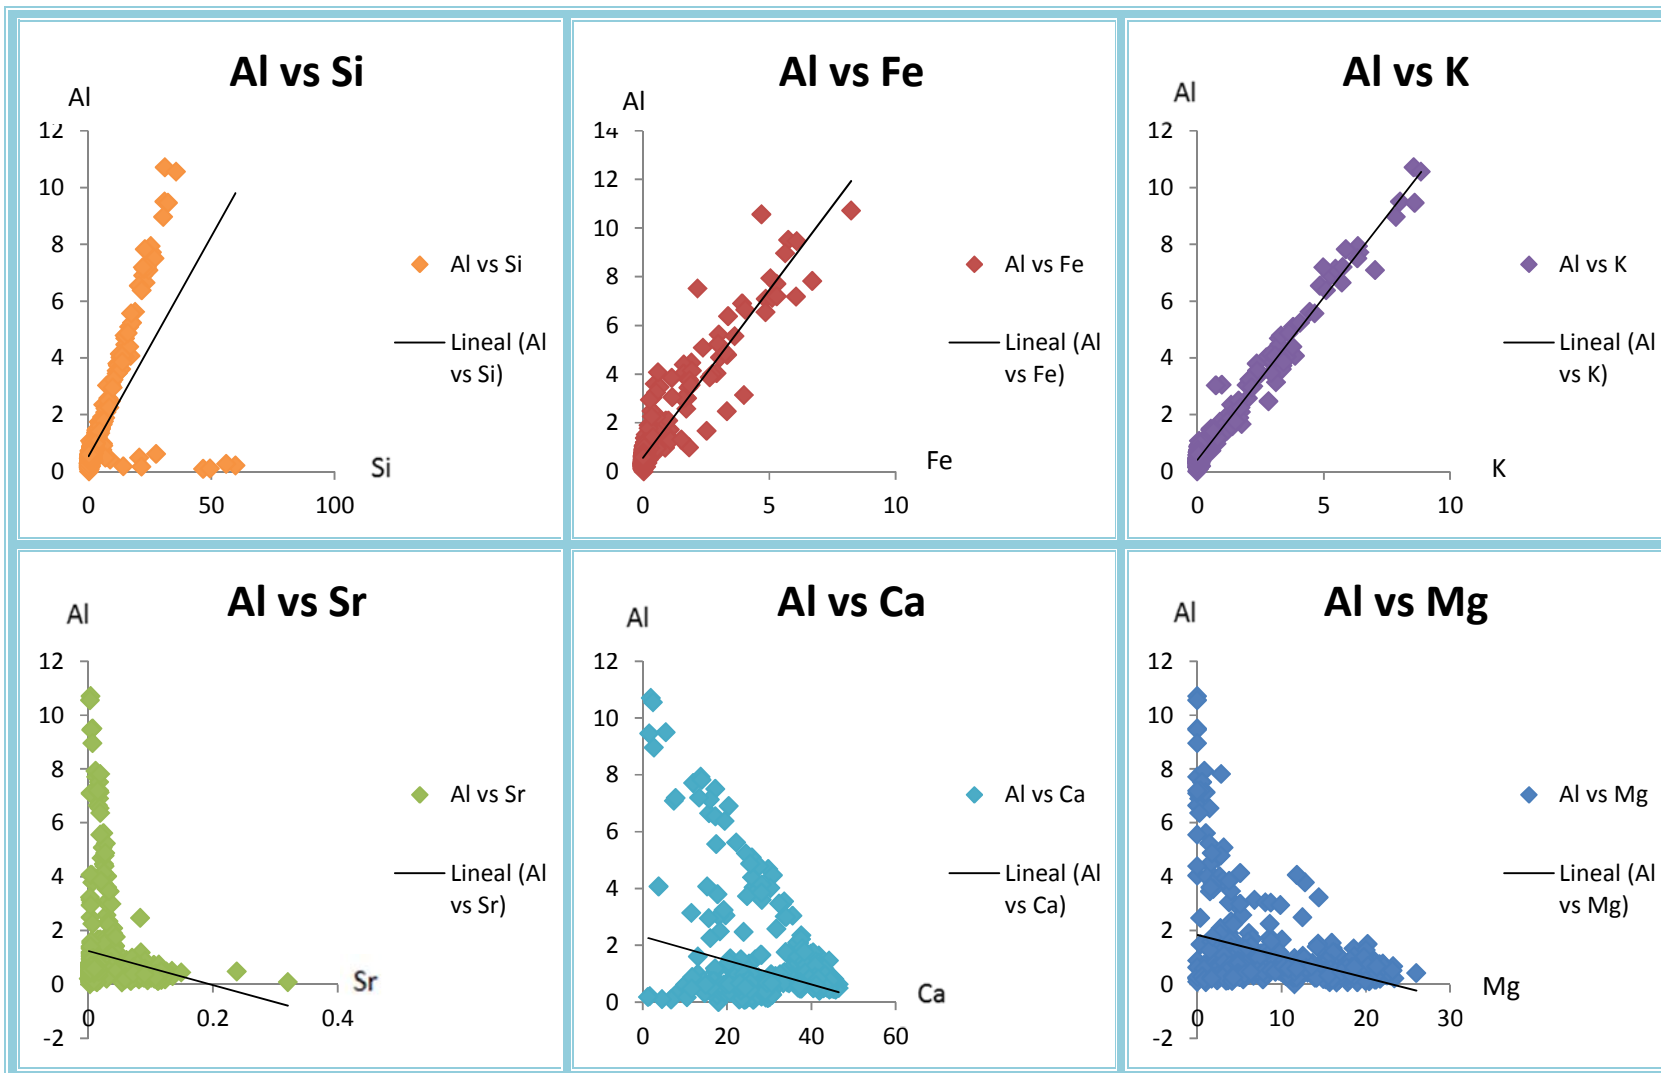 Al vs Si
Al
12
10
8
6
4
2
0
0
50
100
Si
Al vs Si
Lineal (Al
vs Si)
Al vs Fe
Al
14
12
10
8
6
4
2
0
0
5
10
Fe
Al vs Fe
Lineal (Al
vs Fe)
Al vs K
Al
12
10
8
6
4
2
0
0
5
10
K
Al vs K
Lineal (Al
vs K)
Al vs Sr
Al
12
10
8
6
4
2
0
-2
0
0.2
0.4
Sr
Al vs Sr
Lineal (Al
vs Sr)
Al vs Ca
Al
12
10
8
6
4
2
0
0
20
40
60
Ca
Al vs Ca
Lineal (Al
vs Ca)
Al vs Mg
Al
12
10
8
6
4
2
0
-2
0
10
20
30
Mg
Al vs Mg
Lineal (Al
vs Mg)